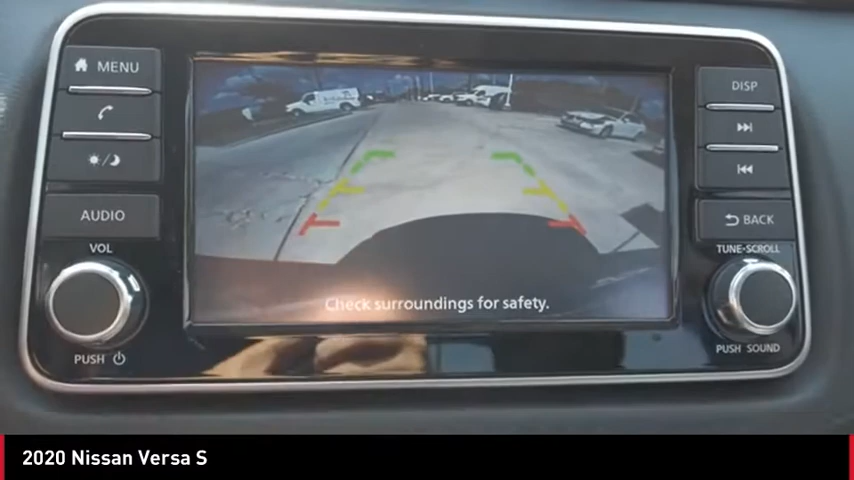 MENU
DISP
AUDIO
BACK
VOL
TUNE·SCROLL
Check surroundings for safety.
PUSH
PUSH SOUND
2020 Nissan Versa S